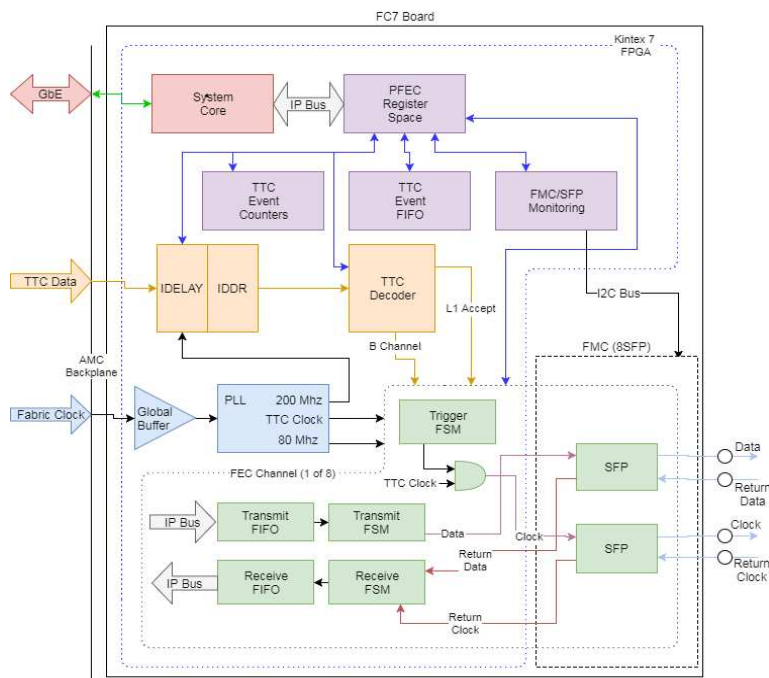 FC7 Board
Kintex 7
FPGA
GbE
System
Core
IP Bus
PFEC
Register
Space
TTC
Event
Counters
TTC
Event
FIFO
FMC/SFP
Monitoring
TTC Data
IDELAY
IDDR
TTC
Decoder
I2C Bus
L1 Accept
B Channel
FMC (8SFP)
AMC
Backplane
Fabric Clock
Global
Buffer
PLL
200 Mhz
TTC Clock
80 Mhz
Trigger
FSM
FEC Channel (1 of 8)
TTC Clock
SFP
Data
Return
Data
IP Bus
Transmit
FIFO
Transmit
FSM
Data
Clock
SFP
Clock
Return
Clock
Return
Data
IP Bus
Receive
FIFO
Receive
FSM
Return
Clock